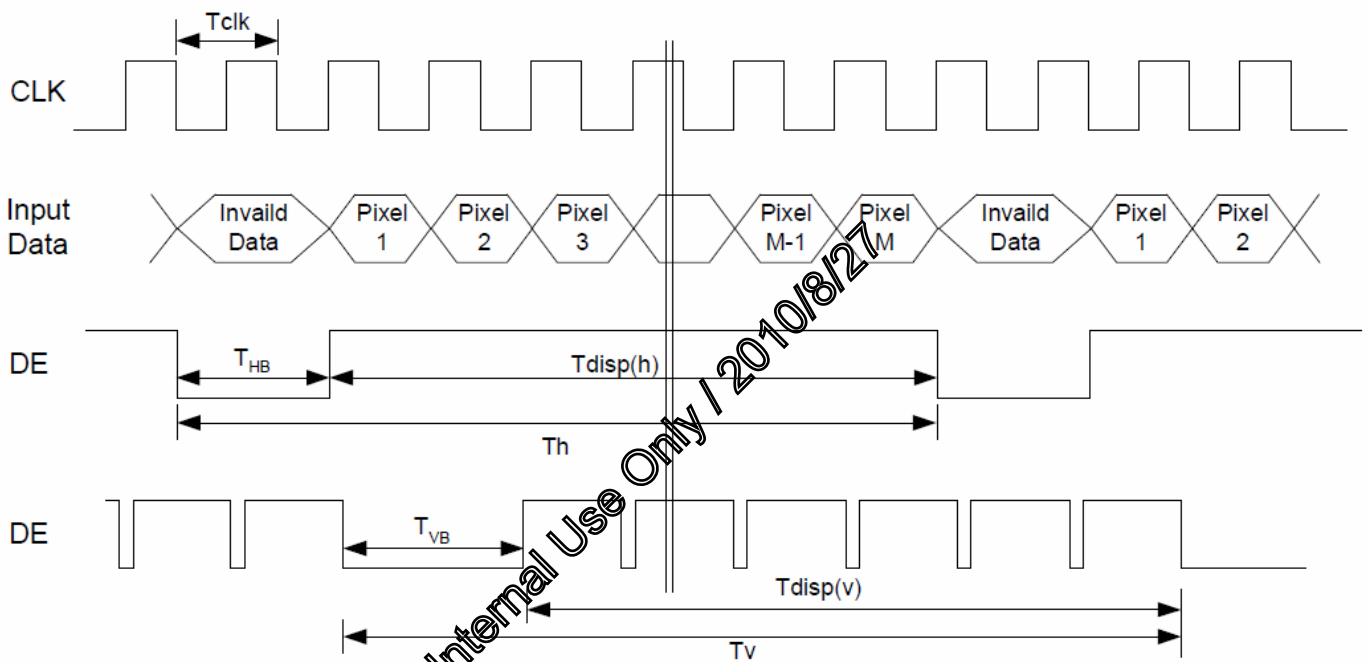 Tclk
CLK
Input
Data
Invaild
Data
Pixel
1
Pixel
2
Pixel
3
Pixel
M-1
Pixel
M
Invaild
Data
Pixel
1
Pixel
2
DE
THB
Tdisp(h)
Th
DE
TVB
Tdisp(v)
Tv
Internal Use Only / 2010/8/27